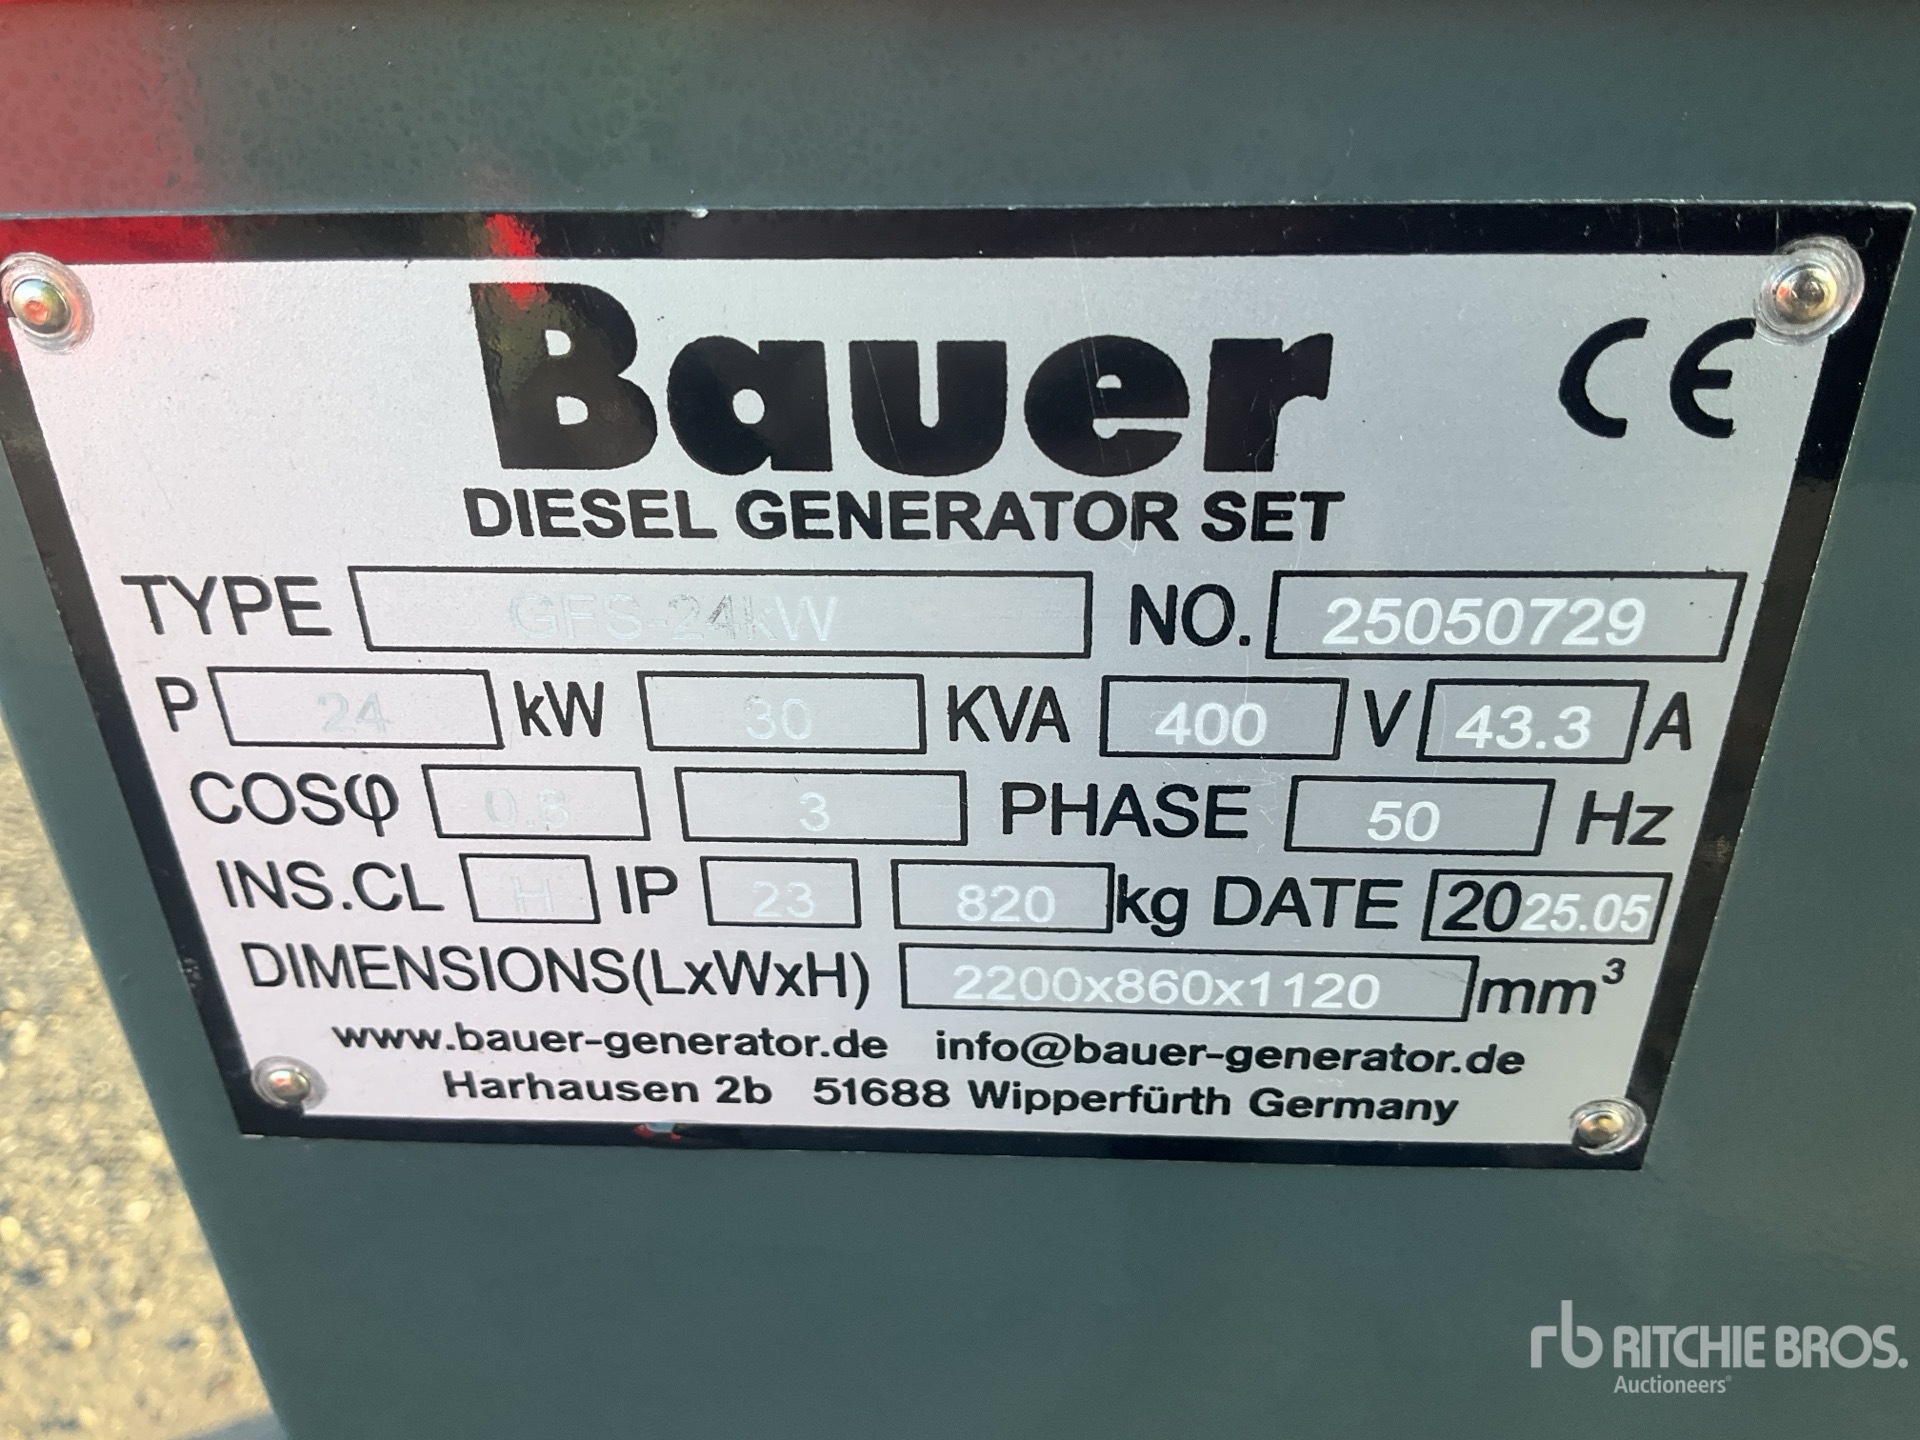 Bauer CE
DIESEL GENERATOR SET
TYPE GFS-24kW NO. 25050729
P 24 kW 30 KVA 400 V 43.3 A
COSφ 0.8 3 PHASE 50 Hz
INS.CL H IP 23 820 kg DATE 2025.05
DIMENSIONS(LxWxH) 2200x860x1120 mm³
www.bauer-generator.de info@bauer-generator.de
Harhausen 2b 51688 Wipperfürth Germany
rb RITCHIE BROS.
Auctioneers®